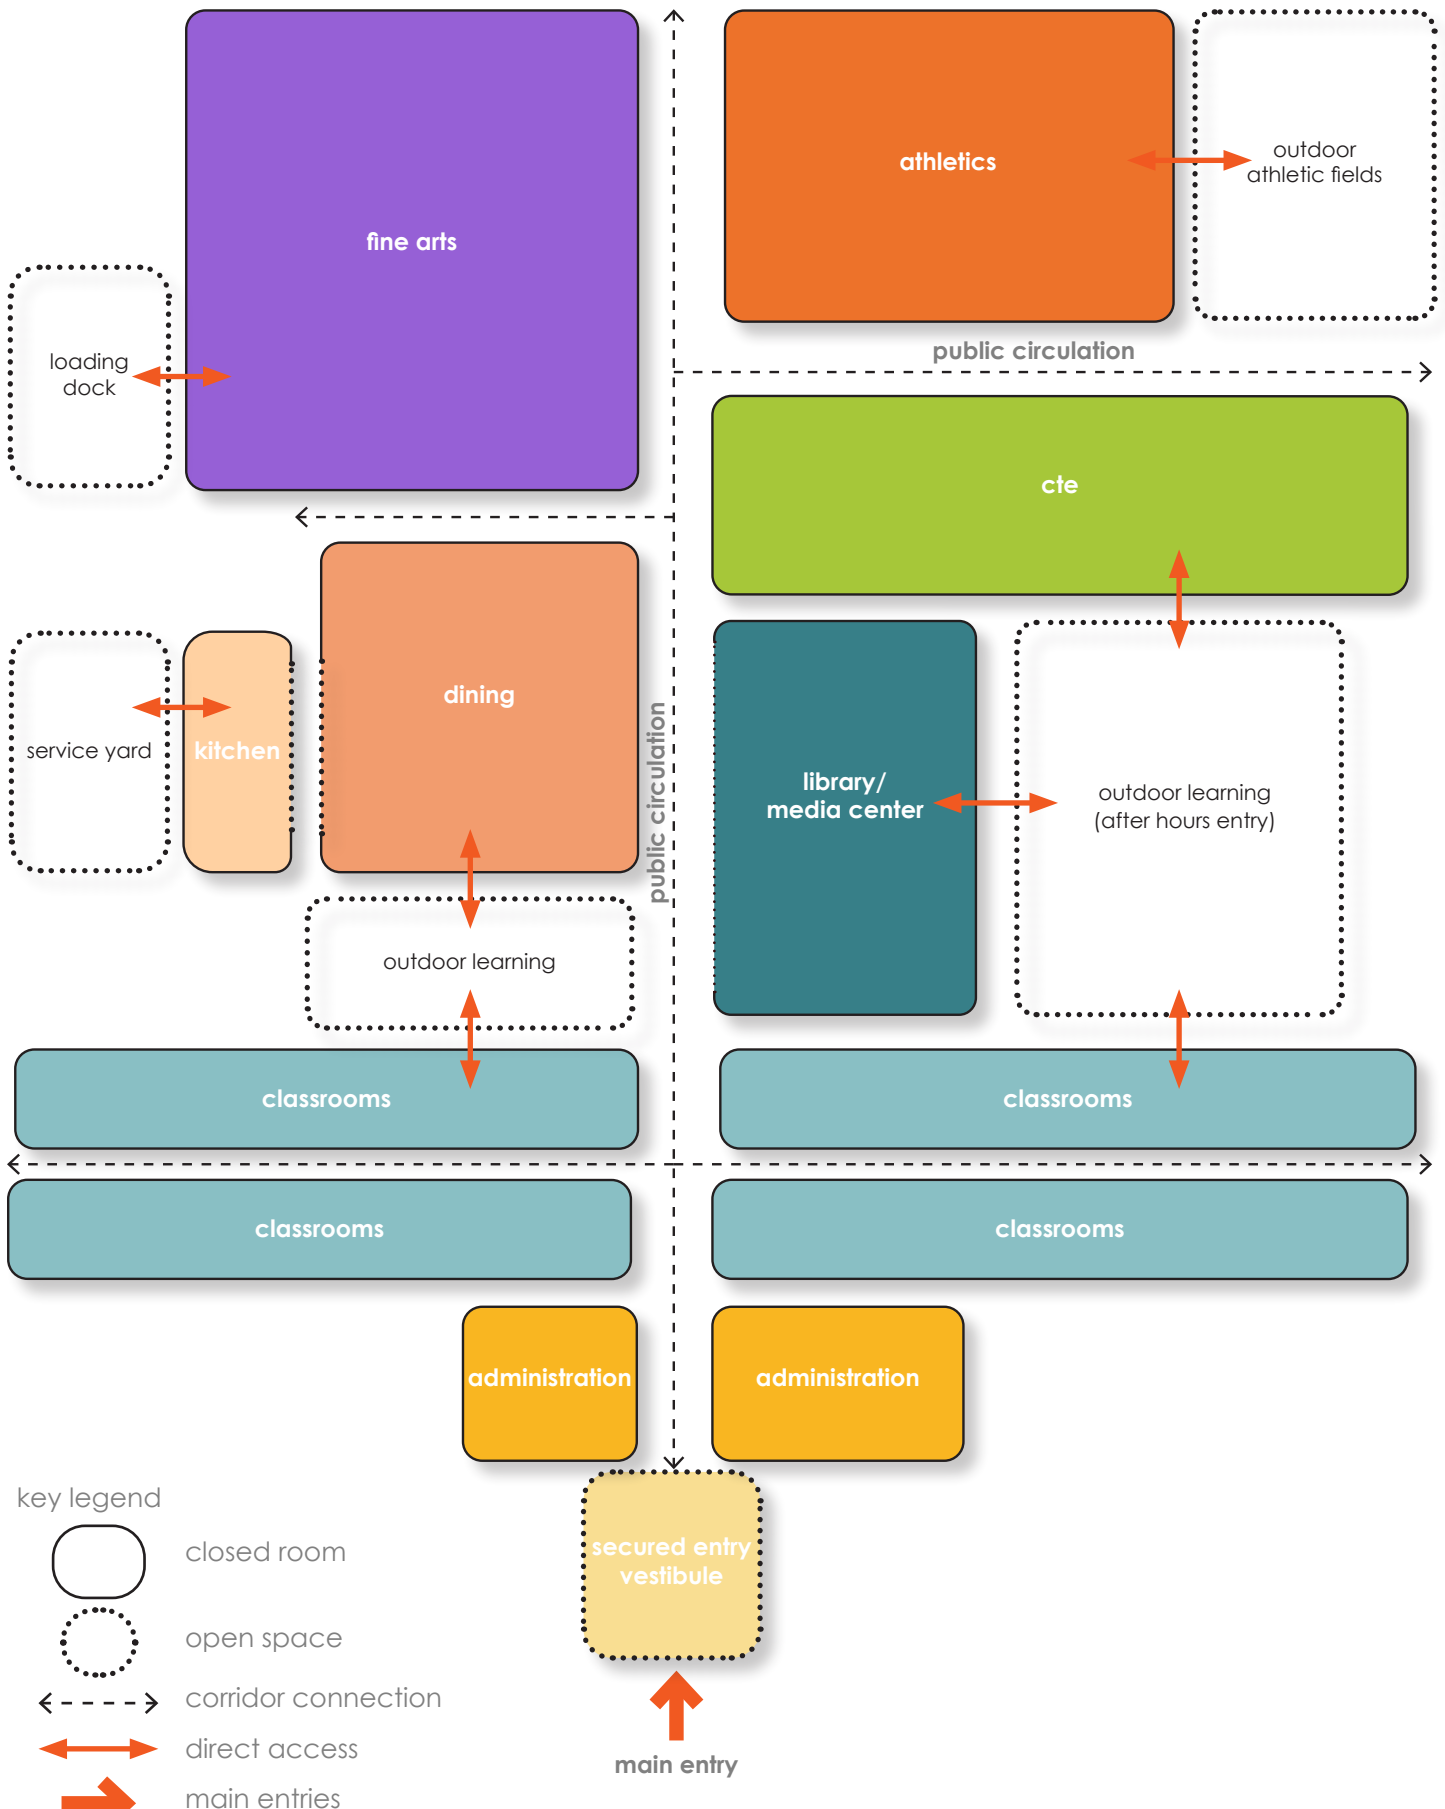 athletics
outdoor
athletic fields
fine arts
loading
dock
public circulation
cte
dining
service yard
kitchen
public circulation
library/
media center
outdoor learning
(after hours entry)
outdoor learning
classrooms
classrooms
classrooms
classrooms
administration
administration
secured entry
vestibule
main entry
key legend
closed room
open space
corridor connection
direct access
main entries